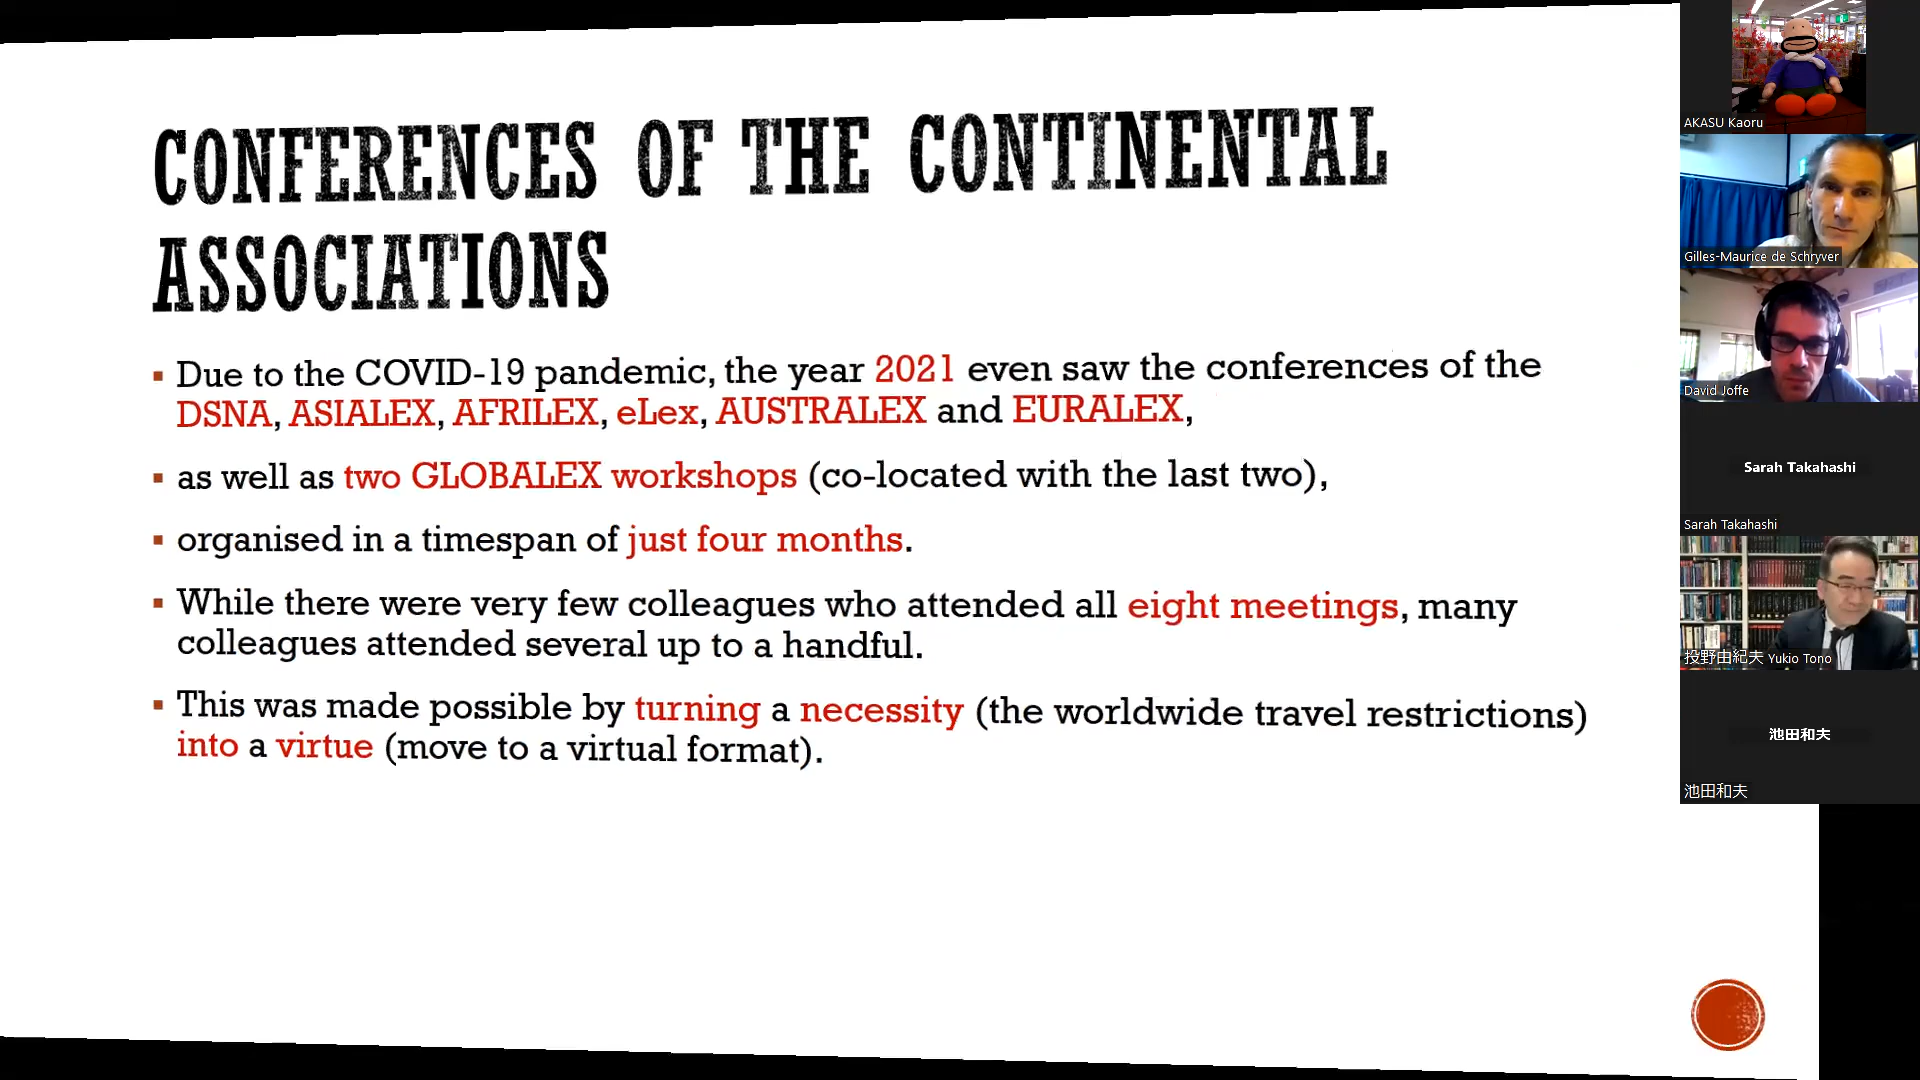 CONFERENCES OF THE CONTINENTAL
ASSOCIATIONS
▪ Due to the COVID-19 pandemic, the year 2021 even saw the conferences of the
DSNA, ASIALEX, AFRILEX, eLex, AUSTRALEX and EURALEX,
▪ as well as two GLOBALEX workshops (co-located with the last two),
▪ organised in a timespan of just four months.
▪ While there were very few colleagues who attended all eight meetings, many
colleagues attended several up to a handful.
▪ This was made possible by turning a necessity (the worldwide travel restrictions)
into a virtue (move to a virtual format).
AKASU Kaoru
Gilles-Maurice de Schryver
David Joffe
Sarah Takahashi
Sarah Takahashi
投野由紀夫 Yukio Tono
池田和夫
池田和夫